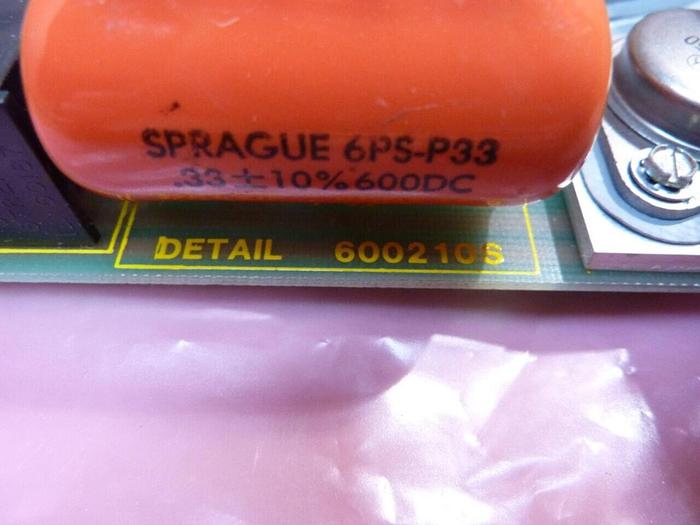 SPRAGUE 6PS-P33
.33±10% 600DC
DETAIL 600210S